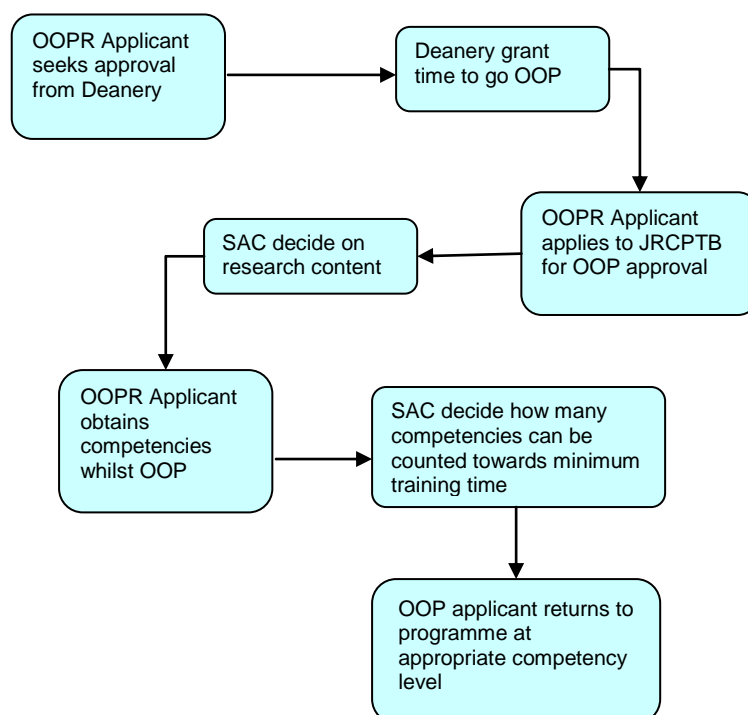 OOPR Applicant
seeks approval
from Deanery
Deanery grant
time to go OOP
OOPR Applicant
applies to JRCPTB
for OOP approval
SAC decide on
research content
OOPR Applicant
obtains
competencies
whilst OOP
SAC decide how many
competencies can be
counted towards minimum
training time
OOP applicant returns to
programme at
appropriate competency
level